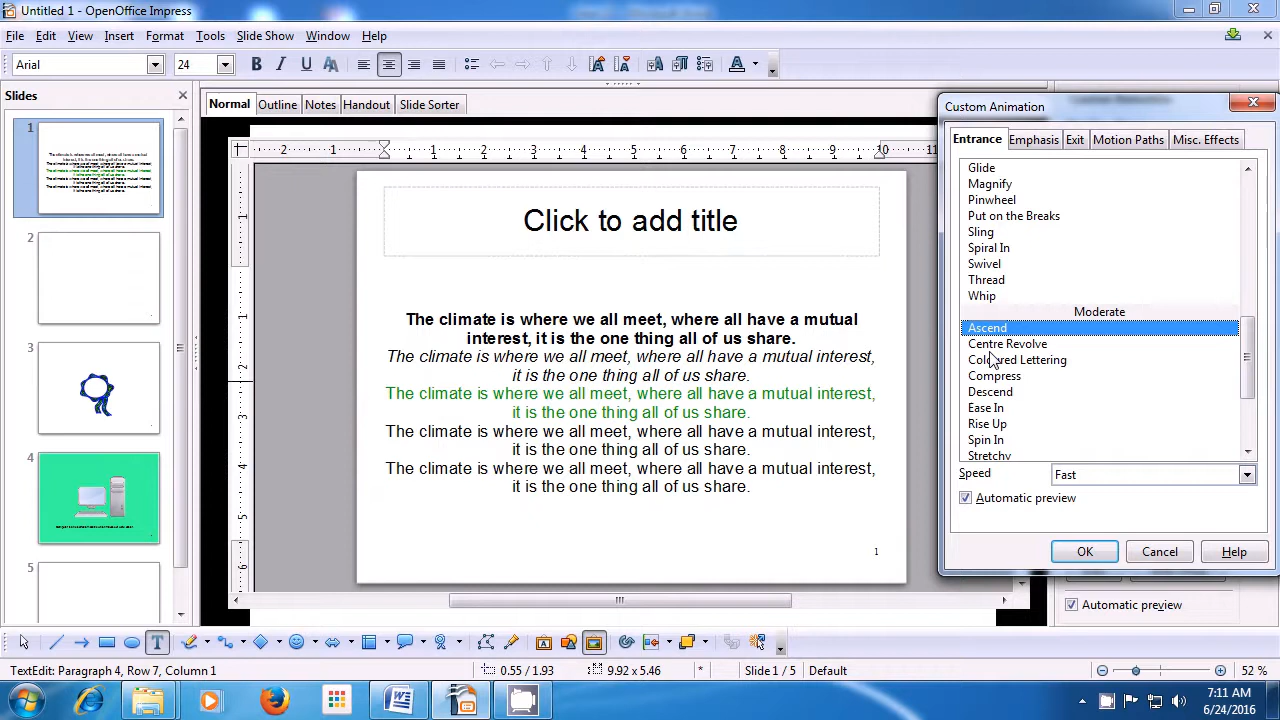 Untitled 1 - OpenOffice Impress
File Edit View Insert Format Tools Slide Show Window Help
Arial 24
Slides
Normal Outline Notes Handout Slide Sorter
1
2
3
4
5
Click to add title
The climate is where we all meet, where all have a mutual
interest, it is the one thing all of us share.
The climate is where we all meet, where all have a mutual interest,
it is the one thing all of us share.
The climate is where we all meet, where all have a mutual interest,
it is the one thing all of us share.
The climate is where we all meet, where all have a mutual interest,
it is the one thing all of us share.
The climate is where we all meet, where all have a mutual interest,
it is the one thing all of us share.
1
Custom Animation
Entrance Emphasis Exit Motion Paths Misc. Effects
Glide
Magnify
Pinwheel
Put on the Breaks
Sling
Spiral In
Swivel
Thread
Whip
Moderate
Ascend
Centre Revolve
Coloured Lettering
Compress
Descend
Ease In
Rise Up
Spin In
Stretchy
Speed Fast
Automatic preview
OK Cancel Help
Automatic preview
TextEdit: Paragraph 4, Row 7, Column 1 0.55 / 1.93 9.92 x 5.46 * Slide 1 / 5 Default 52 %
7:11 AM
6/24/2016